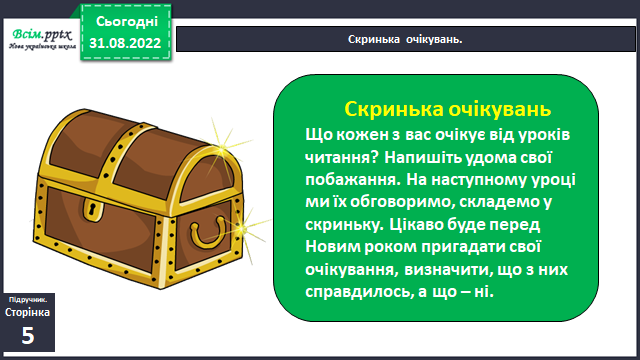 Всім.pptx
Нова українська школа
Сьогодні
31.08.2022
Скринька очікувань.
Скринька очікувань
Що кожен з вас очікує від уроків
читання? Напишіть удома свої
побажання. На наступному уроці
ми їх обговоримо, складемо у
скриньку. Цікаво буде перед
Новим роком пригадати свої
очікування, визначити, що з них
справдилось, а що – ні.
Підручник.
Сторінка
5